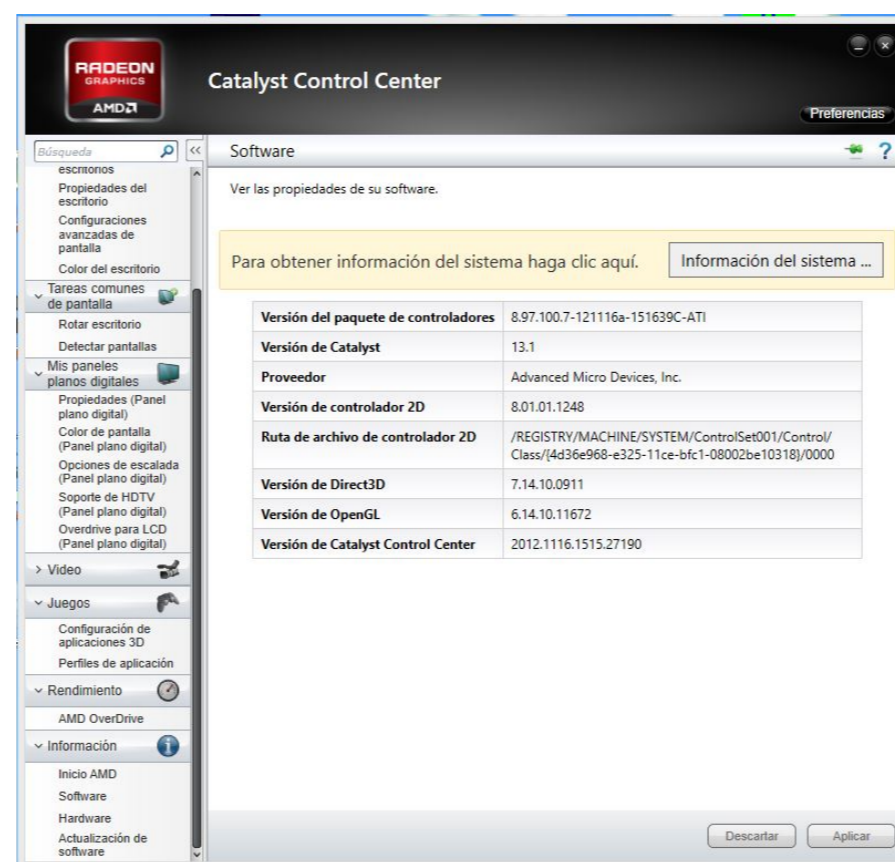 RADEON
GRAPHICS
AMD
Catalyst Control Center
Preferencias
Búsqueda
<<
Software
?
escritorios
Propiedades del
escritorio
Configuraciones
avanzadas de
pantalla
Color del escritorio
Tareas comunes
de pantalla
Rotar escritorio
Detectar pantallas
Mis paneles
planos digitales
Propiedades (Panel
plano digital)
Color de pantalla
(Panel plano digital)
Opciones de escalada
(Panel plano digital)
Soporte de HDTV
(Panel plano digital)
Overdrive para LCD
(Panel plano digital)
Video
Juegos
Configuración de
aplicaciones 3D
Perfiles de aplicación
Rendimiento
AMD OverDrive
Información
Inicio AMD
Software
Hardware
Actualización de
software
Ver las propiedades de su software.
Para obtener información del sistema haga clic aquí. Información del sistema ...
Versión del paquete de controladores 8.97.100.7-121116a-151639C-ATI
Versión de Catalyst 13.1
Proveedor Advanced Micro Devices, Inc.
Versión de controlador 2D 8.01.01.1248
Ruta de archivo de controlador 2D /REGISTRY/MACHINE/SYSTEM/ControlSet001/Control/
Class/{4d36e968-e325-11ce-bfc1-08002be10318}/0000
Versión de Direct3D 7.14.10.0911
Versión de OpenGL 6.14.10.11672
Versión de Catalyst Control Center 2012.1116.1515.27190
Descartar Aplicar